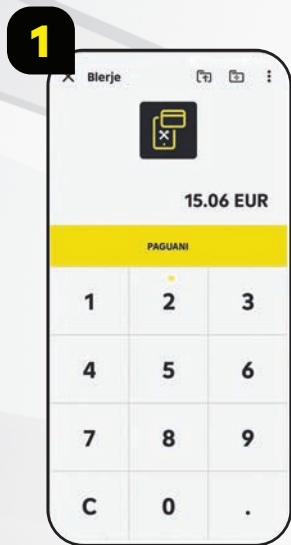 1
X Blerje
15.06 EUR
PAGUANI
1 2 3
4 5 6
7 8 9
C 0 .